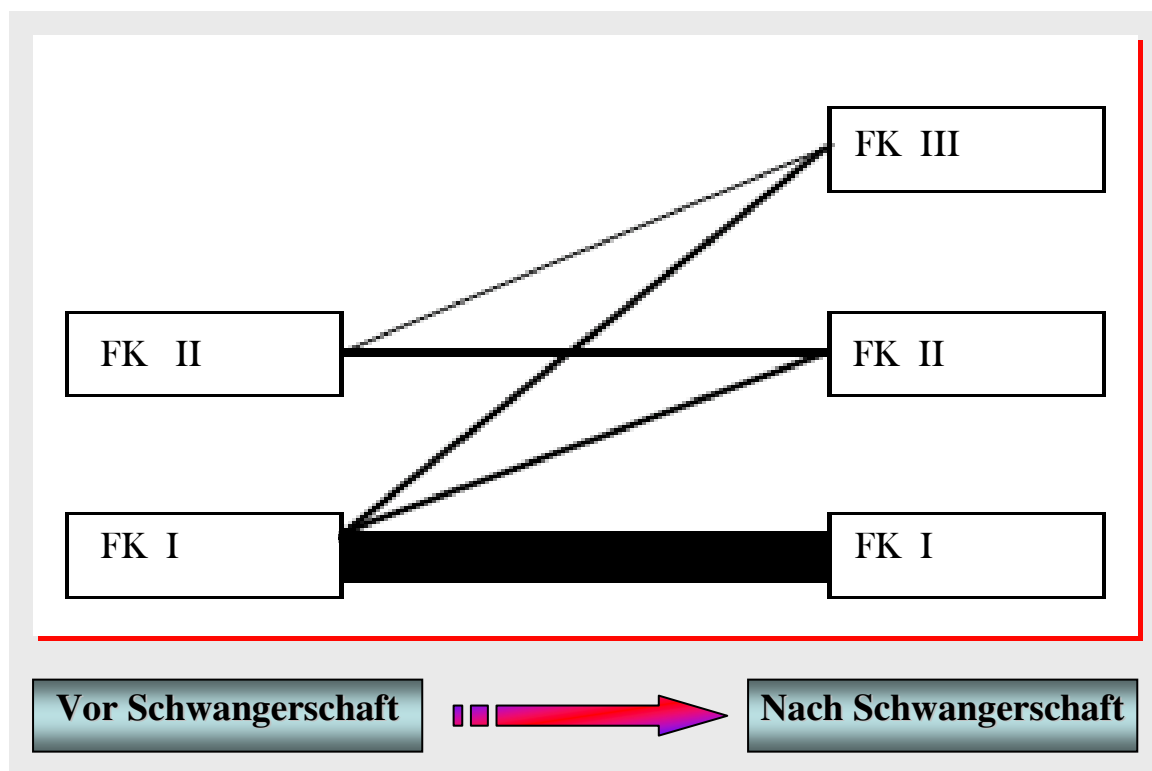 FK III
FK II
FK II
FK I
FK I
Vor Schwangerschaft
Nach Schwangerschaft